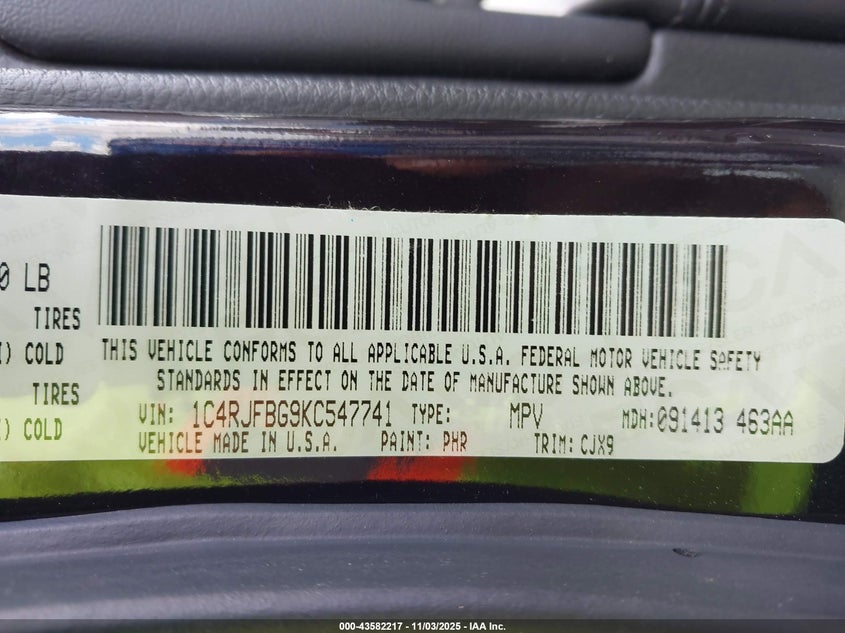 0 LB
TIRES
) COLD
TIRES
) COLD
THIS VEHICLE CONFORMS TO ALL APPLICABLE U.S.A. FEDERAL MOTOR VEHICLE SAFETY
STANDARDS IN EFFECT ON THE DATE OF MANUFACTURE SHOWN ABOVE.
VIN: 1C4RJFBG9KC547741 TYPE: MPV MDH:091413 463AA
VEHICLE MADE IN U.S.A. PAINT: PHR TRIM: CJX9
000-43582217 - 11/03/2025 - IAA Inc.